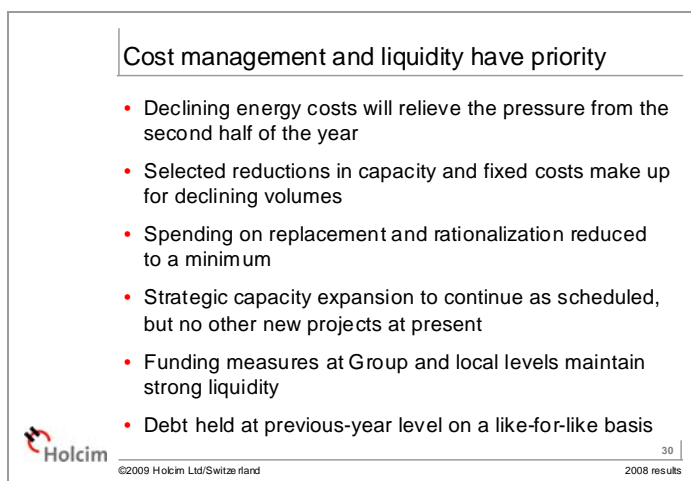 Cost management and liquidity have priority
• Declining energy costs will relieve the pressure from the
second half of the year
• Selected reductions in capacity and fixed costs make up
for declining volumes
• Spending on replacement and rationalization reduced
to a minimum
• Strategic capacity expansion to continue as scheduled,
but no other new projects at present
• Funding measures at Group and local levels maintain
strong liquidity
• Debt held at previous-year level on a like-for-like basis
Holcim
30
©2009 Holcim Ltd/Switzerland
2008 results